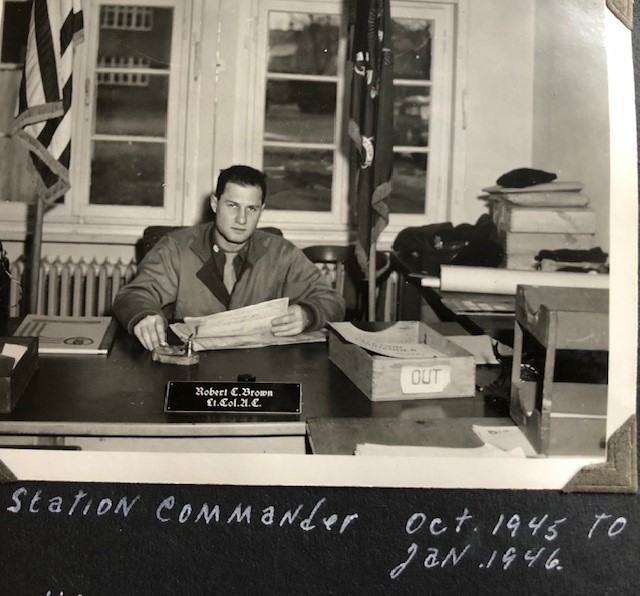 OUT
Robert C. Brown
Lt. Col. A.C.
Station Commander Oct. 1945 TO
Jan. 1946.